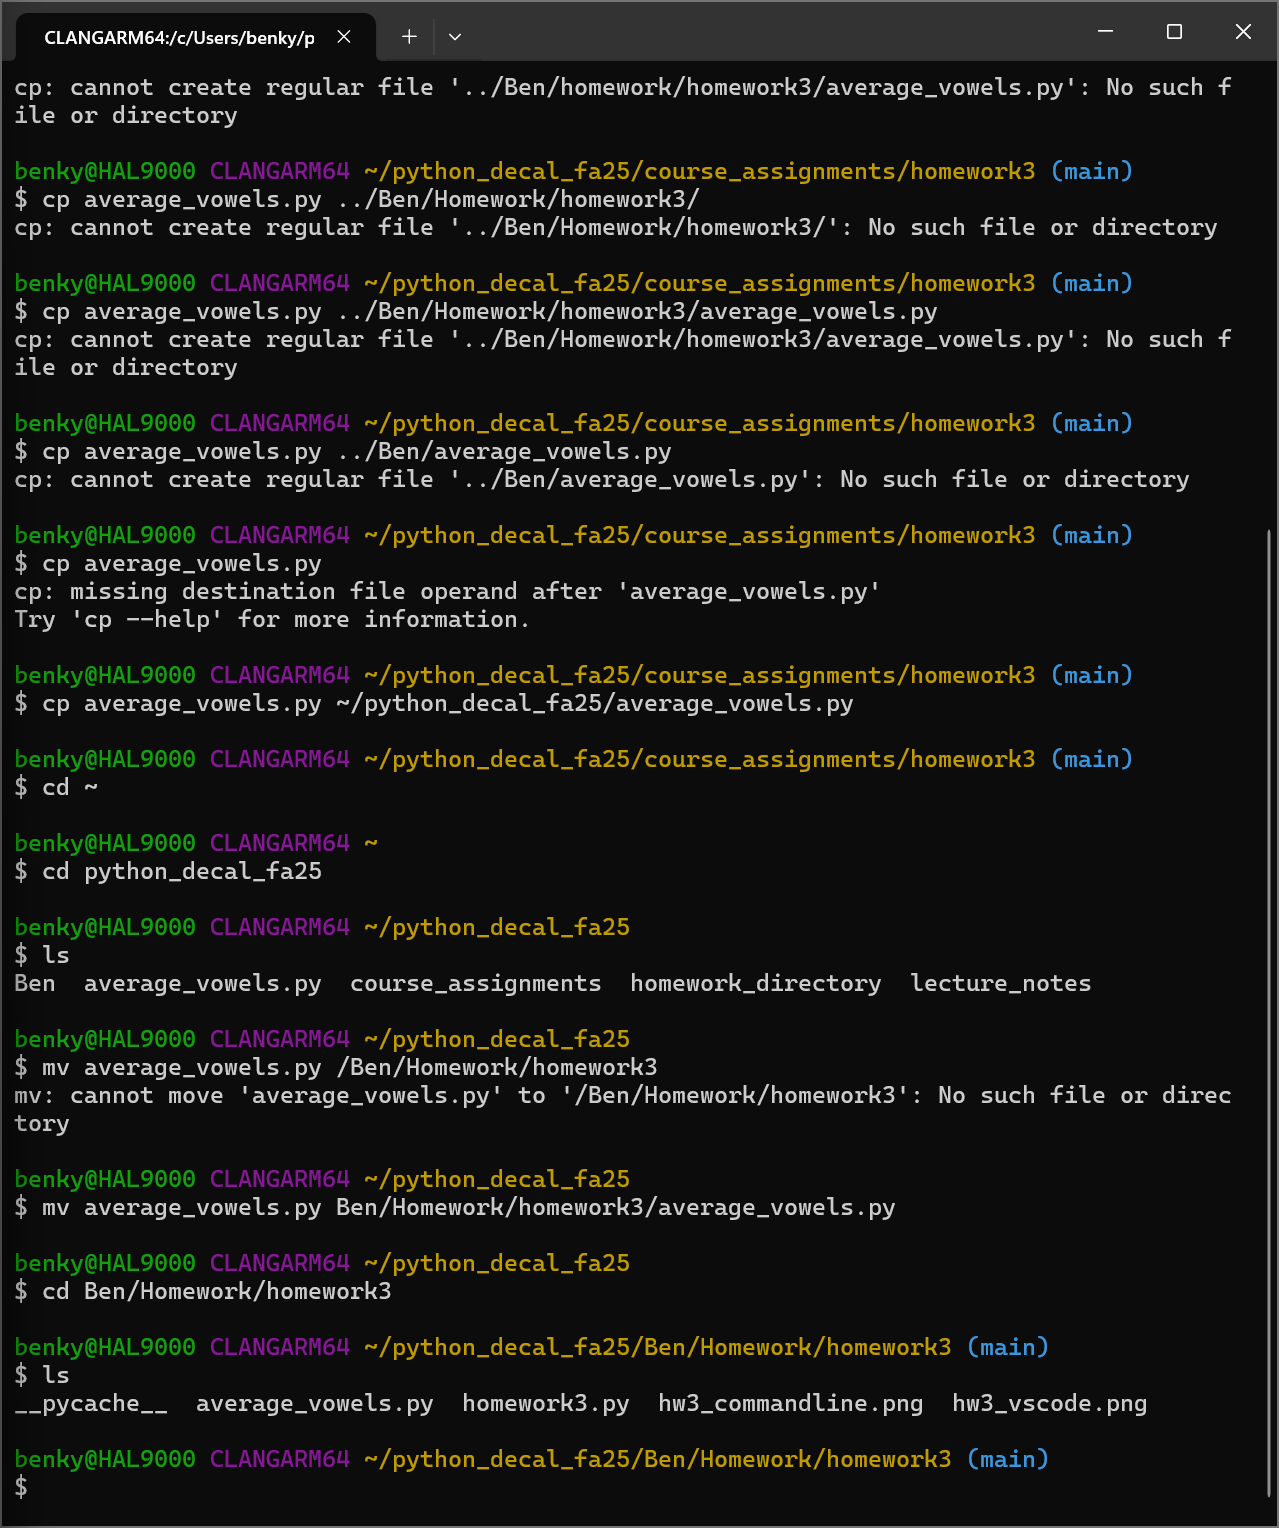 CLANGARM64:/c/Users/benky/p
cp: cannot create regular file '../Ben/homework/homework3/average_vowels.py': No such f
ile or directory
benky@HAL9000 CLANGARM64 ~/python_decal_fa25/course_assignments/homework3 (main)
$ cp average_vowels.py ../Ben/Homework/homework3/
cp: cannot create regular file '../Ben/Homework/homework3/': No such file or directory
benky@HAL9000 CLANGARM64 ~/python_decal_fa25/course_assignments/homework3 (main)
$ cp average_vowels.py ../Ben/Homework/homework3/average_vowels.py
cp: cannot create regular file '../Ben/Homework/homework3/average_vowels.py': No such f
ile or directory
benky@HAL9000 CLANGARM64 ~/python_decal_fa25/course_assignments/homework3 (main)
$ cp average_vowels.py ../Ben/average_vowels.py
cp: cannot create regular file '../Ben/average_vowels.py': No such file or directory
benky@HAL9000 CLANGARM64 ~/python_decal_fa25/course_assignments/homework3 (main)
$ cp average_vowels.py
cp: missing destination file operand after 'average_vowels.py'
Try 'cp --help' for more information.
benky@HAL9000 CLANGARM64 ~/python_decal_fa25/course_assignments/homework3 (main)
$ cp average_vowels.py ~/python_decal_fa25/average_vowels.py
benky@HAL9000 CLANGARM64 ~/python_decal_fa25/course_assignments/homework3 (main)
$ cd ~
benky@HAL9000 CLANGARM64 ~
$ cd python_decal_fa25
benky@HAL9000 CLANGARM64 ~/python_decal_fa25
$ ls
Ben  average_vowels.py  course_assignments  homework_directory  lecture_notes
benky@HAL9000 CLANGARM64 ~/python_decal_fa25
$ mv average_vowels.py /Ben/Homework/homework3
mv: cannot move 'average_vowels.py' to '/Ben/Homework/homework3': No such file or direc
tory
benky@HAL9000 CLANGARM64 ~/python_decal_fa25
$ mv average_vowels.py Ben/Homework/homework3/average_vowels.py
benky@HAL9000 CLANGARM64 ~/python_decal_fa25
$ cd Ben/Homework/homework3
benky@HAL9000 CLANGARM64 ~/python_decal_fa25/Ben/Homework/homework3 (main)
$ ls
__pycache__  average_vowels.py  homework3.py  hw3_commandline.png  hw3_vscode.png
benky@HAL9000 CLANGARM64 ~/python_decal_fa25/Ben/Homework/homework3 (main)
$